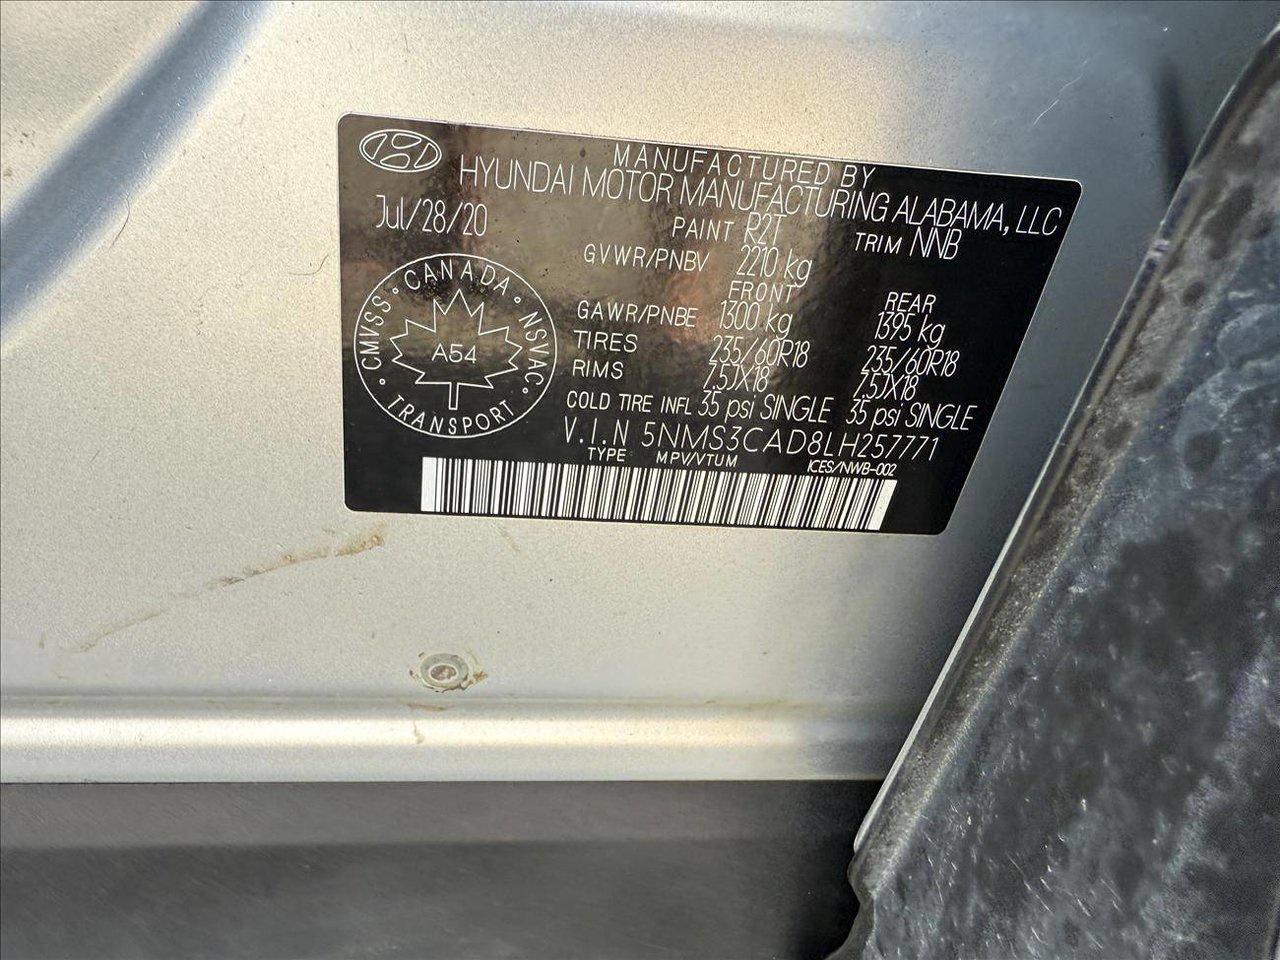 MANUFACTURED BY
HYUNDAI MOTOR MANUFACTURING ALABAMA, LLC
Jul/28/20
PAINT R2T TRIM NNB
GVWR/PNBV 2210 kg
FRONT REAR
GAWR/PNBE 1300 kg 1395 kg
TIRES 235/60R18 235/60R18
RIMS 7.5JX18 7.5JX18
COLD TIRE INFL 35 psi SINGLE 35 psi SINGLE
V.I.N 5NMS3CAD8LH257771
TYPE MPV/VTUM ICES/NWB-002
CMVSS • CANADA • NSVAC • TRANSPORT •
A54